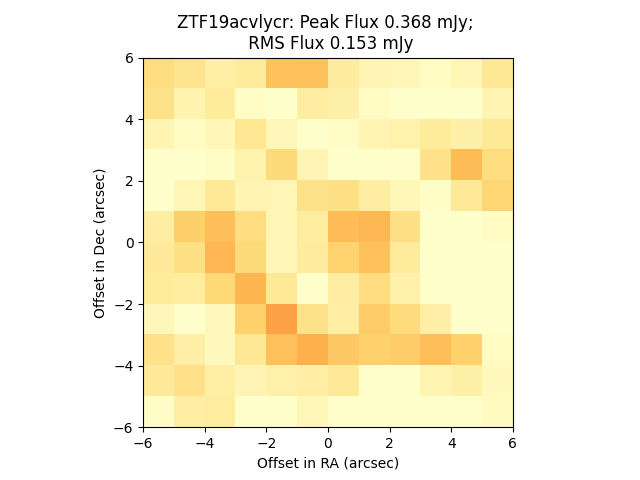 ZTF19acvlycr: Peak Flux 0.368 mJy;
RMS Flux 0.153 mJy
6
4
2
0
−2
−4
−6
Offset in Dec (arcsec)
−6 −4 −2 0 2 4 6
Offset in RA (arcsec)